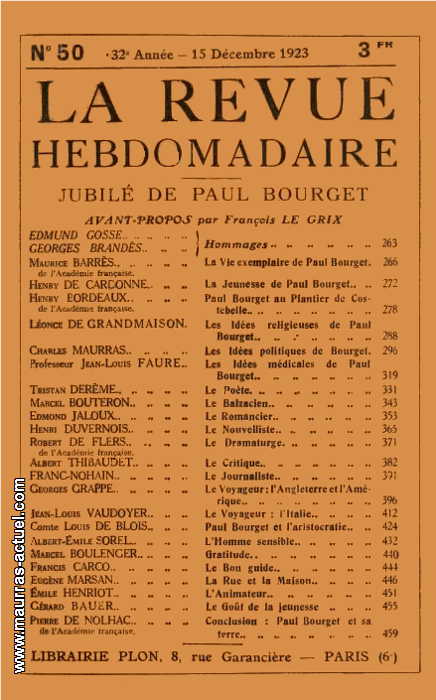 N° 50 · 32e Année — 15 Décembre 1923 3 FR
LA REVUE
HEBDOMADAIRE
JUBILÉ DE PAUL BOURGET
AVANT-PROPOS par François LE GRIX
EDMUND GOSSE.. .. .. .. ..
GEORGES BRANDÈS.. .. .. } Hommages .. .. .. .. .. .. 263
MAURICE BARRÈS.. .. .. .. La Vie exemplaire de Paul Bourget. 266
de l'Académie française.
HENRY DE CARDONNE.. .. .. La Jeunesse de Paul Bourget.. .. 272
HENRY BORDEAUX.. .. .. .. Paul Bourget au Plantier de Cos-
de l'Académie française. tebelle.. .. .. .. .. .. .. 278
LÉONCE DE GRANDMAISON. Les Idées religieuses de Paul
Bourget.. .. .. .. .. .. 288
CHARLES MAURRAS.. .. .. .. Les Idées politiques de Bourget. 296
Professeur JEAN-LOUIS FAURE.. Les Idées médicales de Paul
Bourget.. .. .. .. .. .. 319
TRISTAN DERÈME., .. .. .. Le Poète. .. .. .. .. .. .. 331
MARCEL BOUTERON.. .. .. .. Le Balzacien.. .. .. .. .. .. 343
EDMOND JALOUX.. .. .. .. Le Romancier.. .. .. .. .. .. 353
HENRI DUVERNOIS.. .. .. .. Le Nouvelliste.. .. .. .. .. 365
ROBERT DE FLERS.. .. .. .. Le Dramaturge. .. .. .. .. .. 371
de l'Académie française.
ALBERT THIBAUDET.. .. .. .. Le Critique.. .. .. .. .. .. 382
FRANC-NOHAIN.. .. .. .. .. Le Journaliste.. .. .. .. .. 391
GEORGES GRAPPE.. .. .. .. Le Voyageur : l'Angleterre et l'Amé-
rique.. .. .. .. .. .. .. 396
JEAN-LOUIS VAUDOYER.. .. .. Le Voyageur : l'Italie.. .. .. 412
Comte LOUIS DE BLOIS.. .. .. Paul Bourget et l'aristocratie.. .. 424
ALBERT-ÉMILE SOREL.. .. .. L'Homme sensible.. .. .. .. .. 432
MARCEL BOULENGER.. .. .. .. Gratitude. .. .. .. .. .. .. 440
FRANCIS CARCO.. .. .. .. .. Le Bon guide.. .. .. .. .. .. 444
EUGÈNE MARSAN.. .. .. .. La Rue et la Maison.. .. .. .. 446
ÉMILE HENRIOT.. .. .. .. .. L'Animateur.. .. .. .. .. .. 451
GÉRARD BAUER.. .. .. .. .. Le Goût de la jeunesse .. .. .. 455
PIERRE DE NOLHAC.. .. .. .. Conclusion : Paul Bourget et sa
de l'Académie française. terre.. .. .. .. .. .. .. 459
LIBRAIRIE PLON, 8, rue Garancière — PARIS (6e)
www.maurras-actuel.com